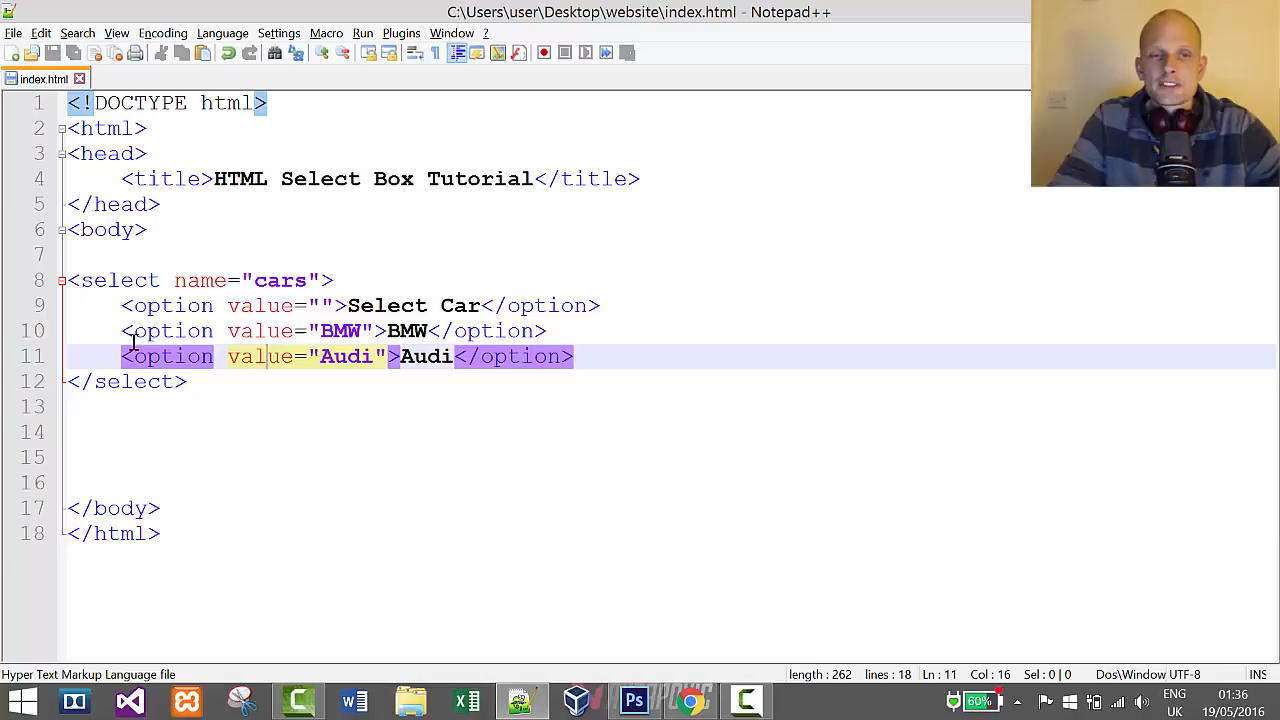 C:\Users\user\Desktop\website\index.html - Notepad++
File Edit Search View Encoding Language Settings Macro Run Plugins Window ?
index.html
1 <!DOCTYPE html>
2 <html>
3 <head>
4 <title>HTML Select Box Tutorial</title>
5 </head>
6 <body>
7
8 <select name="cars">
9 <option value="">Select Car</option>
10 <option value="BMW">BMW</option>
11 <option value="Audi">Audi</option>
12 </select>
13
14
15
16
17 </body>
18 </html>
Hyper Text Markup Language file length : 262 lines : 18 Ln : 11 Col : 16 Sel : 0 | 0 Dos\Windows UTF-8 INS
60% ENG 01:36
UK 19/05/2016